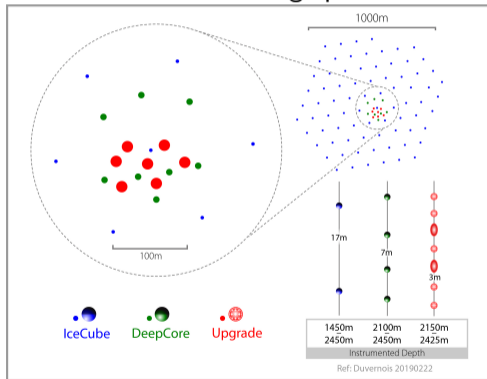 1000m
100m
17m
7m
3m
IceCube
DeepCore
Upgrade
1450m 2100m 2150m
2450m 2450m 2425m
Instrumented Depth
Ref: Duvernois 20190222